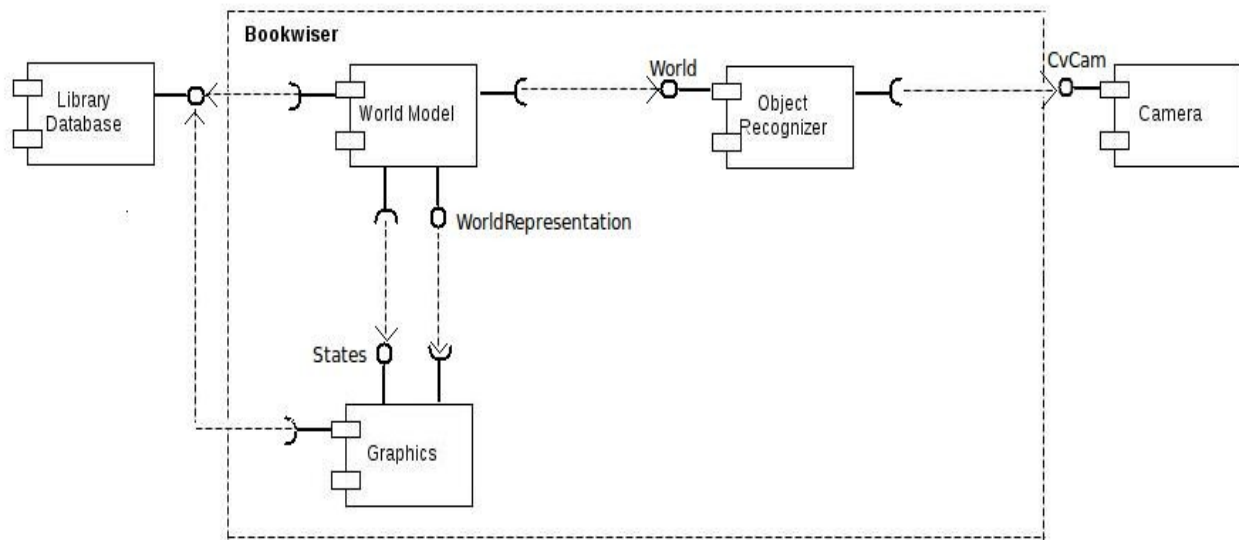 Bookwiser
Library
Database
World Model
World
Object
Recognizer
CvCam
Camera
WorldRepresentation
States
Graphics